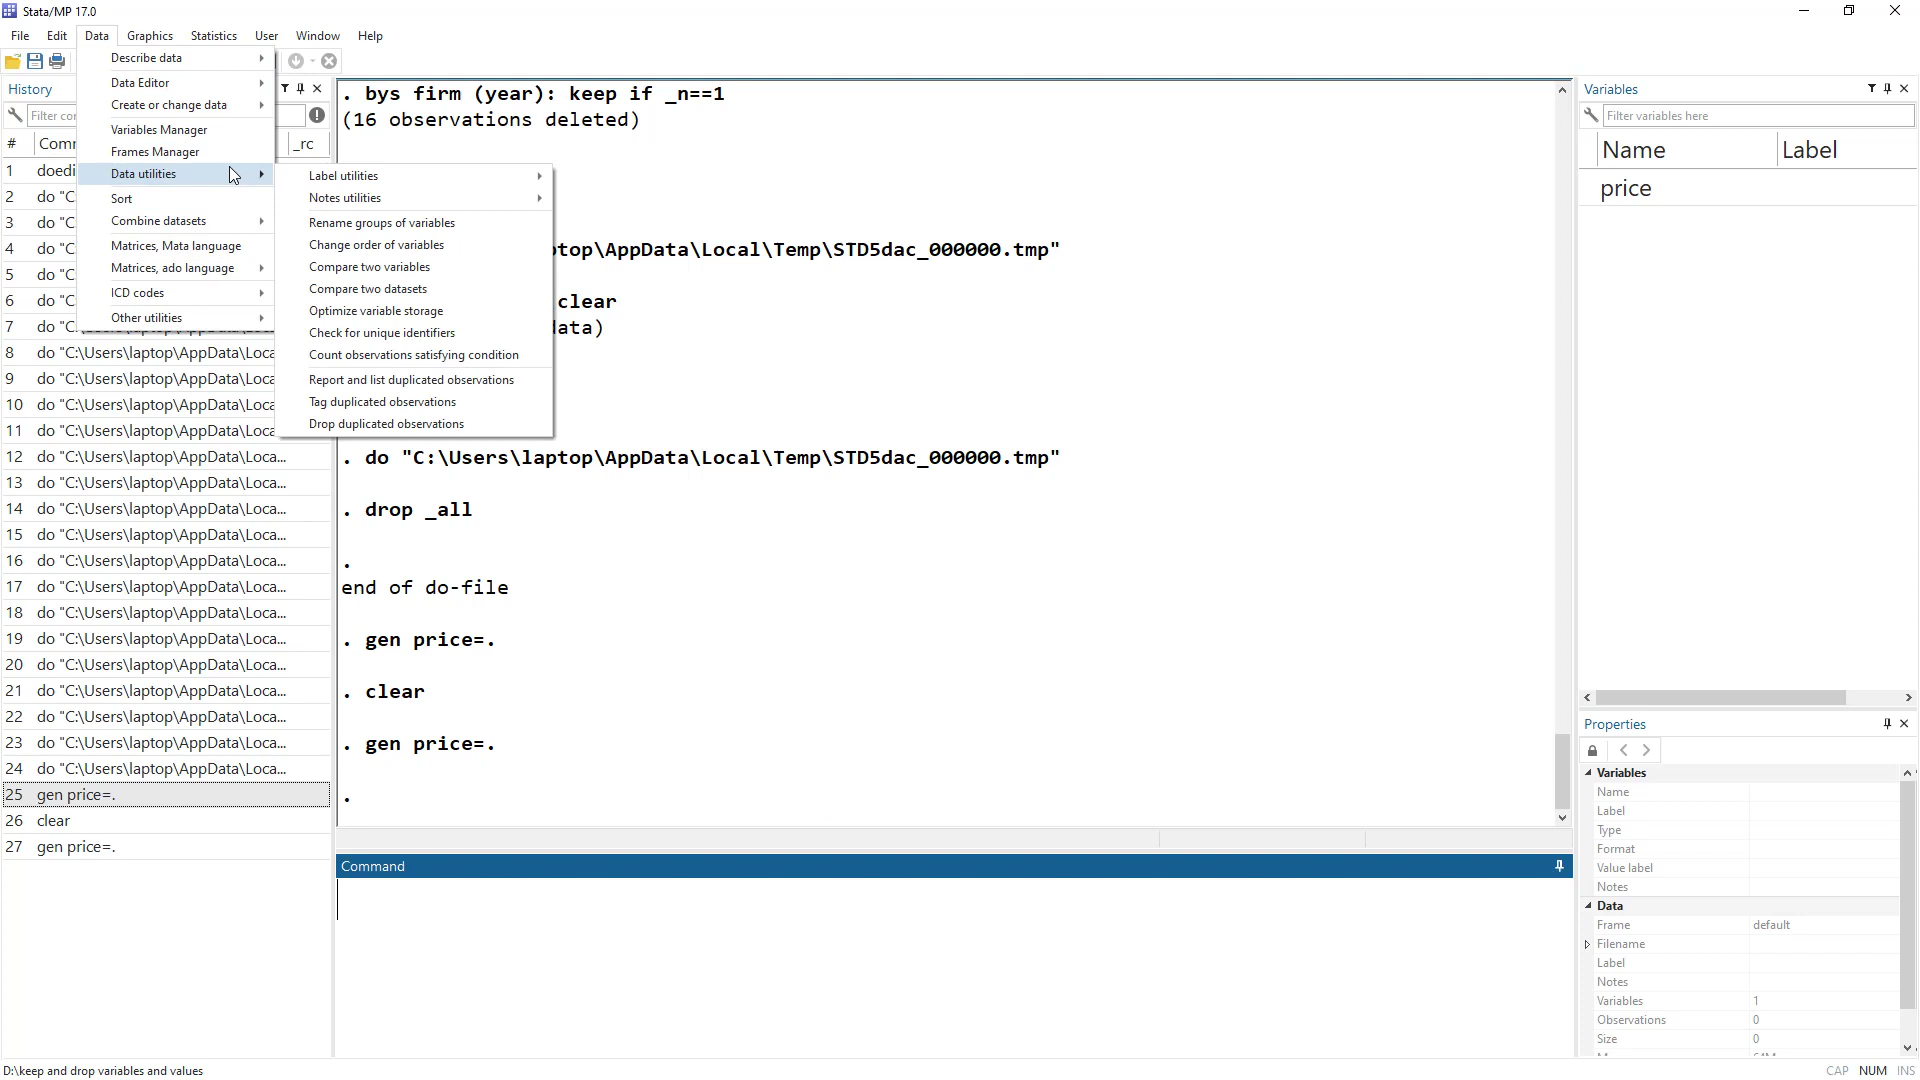 Stata/MP 17.0
File Edit Data Graphics Statistics User Window Help
Describe data
Data Editor
Create or change data
Variables Manager
Frames Manager
Data utilities
Sort
Combine datasets
Matrices, Mata language
Matrices, ado language
ICD codes
Other utilities
Label utilities
Notes utilities
Rename groups of variables
Change order of variables
Compare two variables
Compare two datasets
Optimize variable storage
Check for unique identifiers
Count observations satisfying condition
Report and list duplicated observations
Tag duplicated observations
Drop duplicated observations
History
Filter co
# Com _rc
1 doedi
2 do "C:
3 do "C:
4 do "C:
5 do "C:
6 do "C:
7 do "C:
8 do "C:\Users\laptop\AppData\Loca
9 do "C:\Users\laptop\AppData\Loca
10 do "C:\Users\laptop\AppData\Loca
11 do "C:\Users\laptop\AppData\Loca
12 do "C:\Users\laptop\AppData\Loca...
13 do "C:\Users\laptop\AppData\Loca...
14 do "C:\Users\laptop\AppData\Loca...
15 do "C:\Users\laptop\AppData\Loca...
16 do "C:\Users\laptop\AppData\Loca...
17 do "C:\Users\laptop\AppData\Loca...
18 do "C:\Users\laptop\AppData\Loca...
19 do "C:\Users\laptop\AppData\Loca...
20 do "C:\Users\laptop\AppData\Loca...
21 do "C:\Users\laptop\AppData\Loca...
22 do "C:\Users\laptop\AppData\Loca...
23 do "C:\Users\laptop\AppData\Loca...
24 do "C:\Users\laptop\AppData\Loca...
25 gen price=.
26 clear
27 gen price=.
. bys firm (year): keep if _n==1
(16 observations deleted)
top\AppData\Local\Temp\STD5dac_000000.tmp"
clear
data)
. do "C:\Users\laptop\AppData\Local\Temp\STD5dac_000000.tmp"
. drop _all
.
end of do-file
. gen price=.
. clear
. gen price=.
.
Command
Variables
Filter variables here
Name Label
price
Properties
Variables
Name
Label
Type
Format
Value label
Notes
Data
Frame default
Filename
Label
Notes
Variables 1
Observations 0
Size 0
D:\keep and drop variables and values
CAP NUM INS